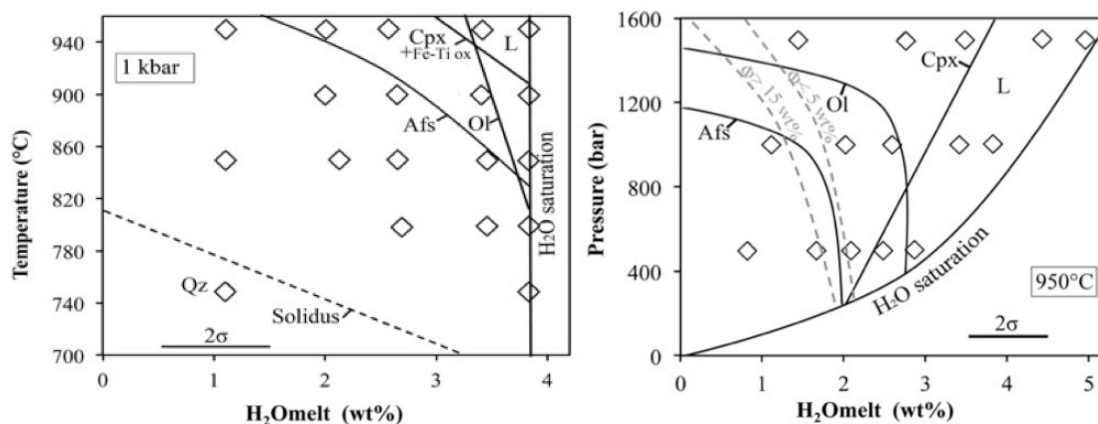 940
900
860
820
780
740
700
Temperature (°C)
1 kbar
Cpx
+Fe-Ti ox
L
Afs
Ol
H₂O saturation
Qz
Solidus
2σ
0
1
2
3
4
H₂Omelt (wt%)
1600
1200
800
400
0
Pressure (bar)
Φ> 15 wt%
Φ< 5 wt%
Cpx
L
Ol
Afs
H₂O saturation
950°C
2σ
0
1
2
3
4
5
H₂Omelt (wt%)